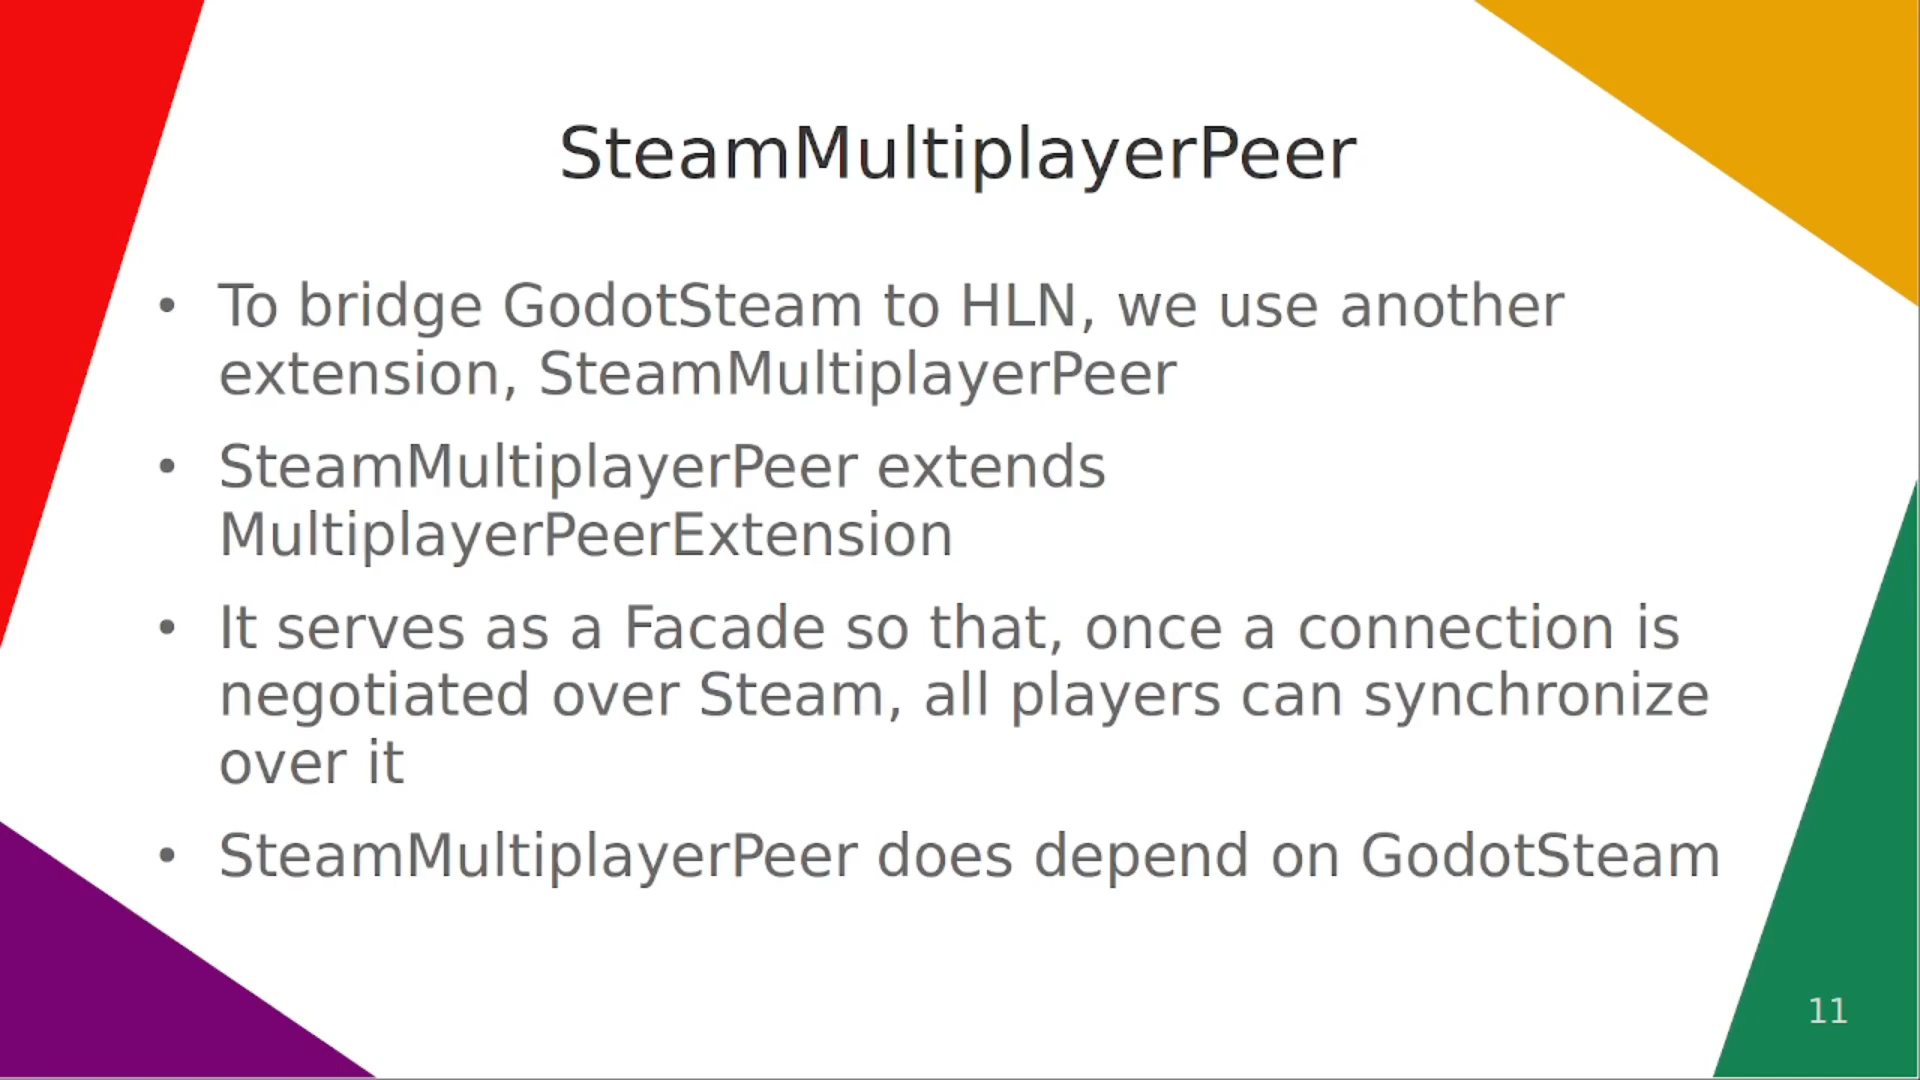 SteamMultiplayerPeer
• To bridge GodotSteam to HLN, we use another
extension, SteamMultiplayerPeer
• SteamMultiplayerPeer extends
MultiplayerPeerExtension
• It serves as a Facade so that, once a connection is
negotiated over Steam, all players can synchronize
over it
• SteamMultiplayerPeer does depend on GodotSteam
11